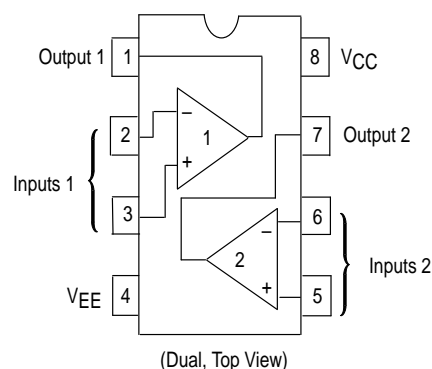 Output 1 1 8 VCC
2 − 1 7 Output 2
Inputs 1 +
3 − 6
2 Inputs 2
VEE 4 + 5
(Dual, Top View)